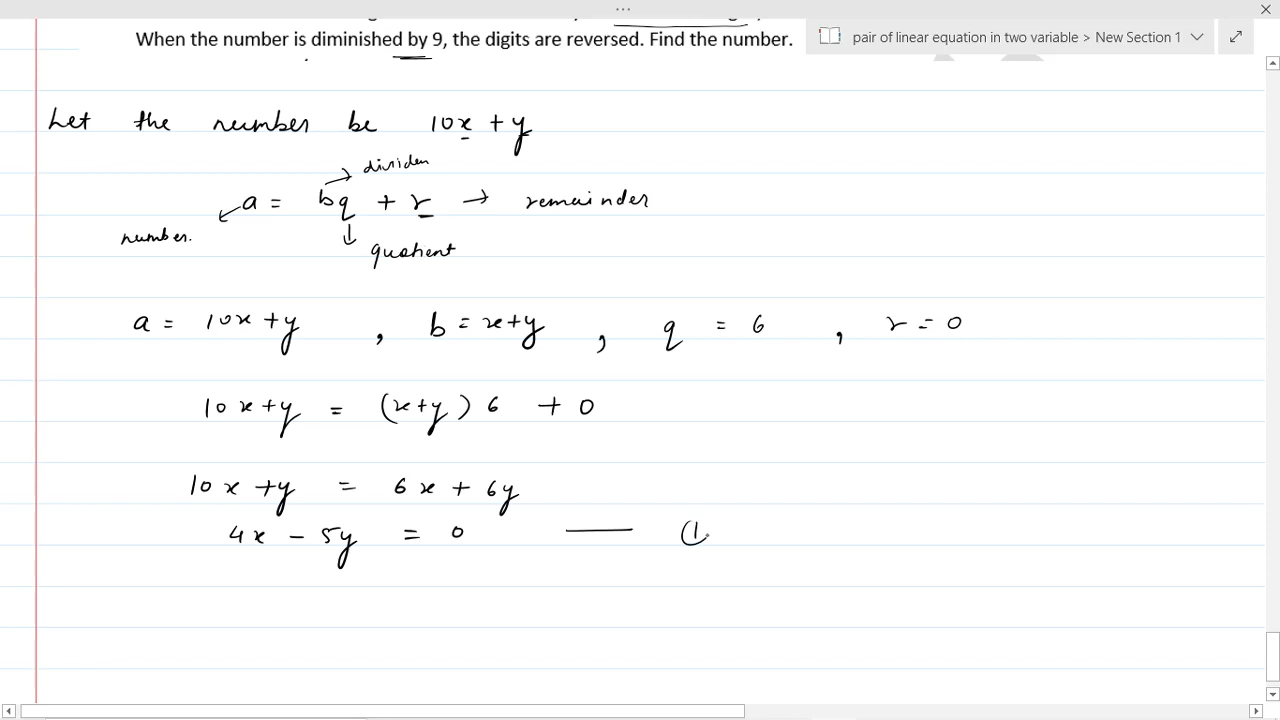 When the number is diminished by 9, the digits are reversed. Find the number.
pair of linear equation in two variable > New Section 1
Let the number be 10x + y
dividen
a = bq + r → remainder
number.
quotient
a = 10x + y , b = x+y , q = 6 , r = 0
10x + y = (x+y) 6 + 0
10x + y = 6x + 6y
4x - 5y = 0 —— (1